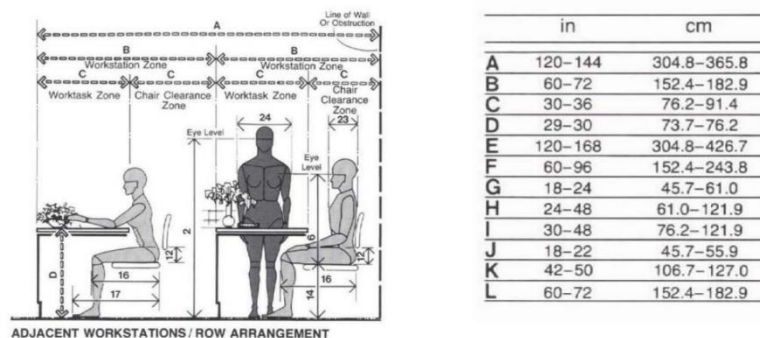 Line of Wall
Or Obstruction
A
B B
Workstation Zone Workstation Zone
C C C C
Worktask Zone Chair Clearance Zone Worktask Zone Chair Clearance Zone
24 23
Eye Level
Eye Level
2
6
12 12
D
16 16
17
14
ADJACENT WORKSTATIONS / ROW ARRANGEMENT
in cm
A 120–144 304.8–365.8
B 60–72 152.4–182.9
C 30–36 76.2–91.4
D 29–30 73.7–76.2
E 120–168 304.8–426.7
F 60–96 152.4–243.8
G 18–24 45.7–61.0
H 24–48 61.0–121.9
I 30–48 76.2–121.9
J 18–22 45.7–55.9
K 42–50 106.7–127.0
L 60–72 152.4–182.9